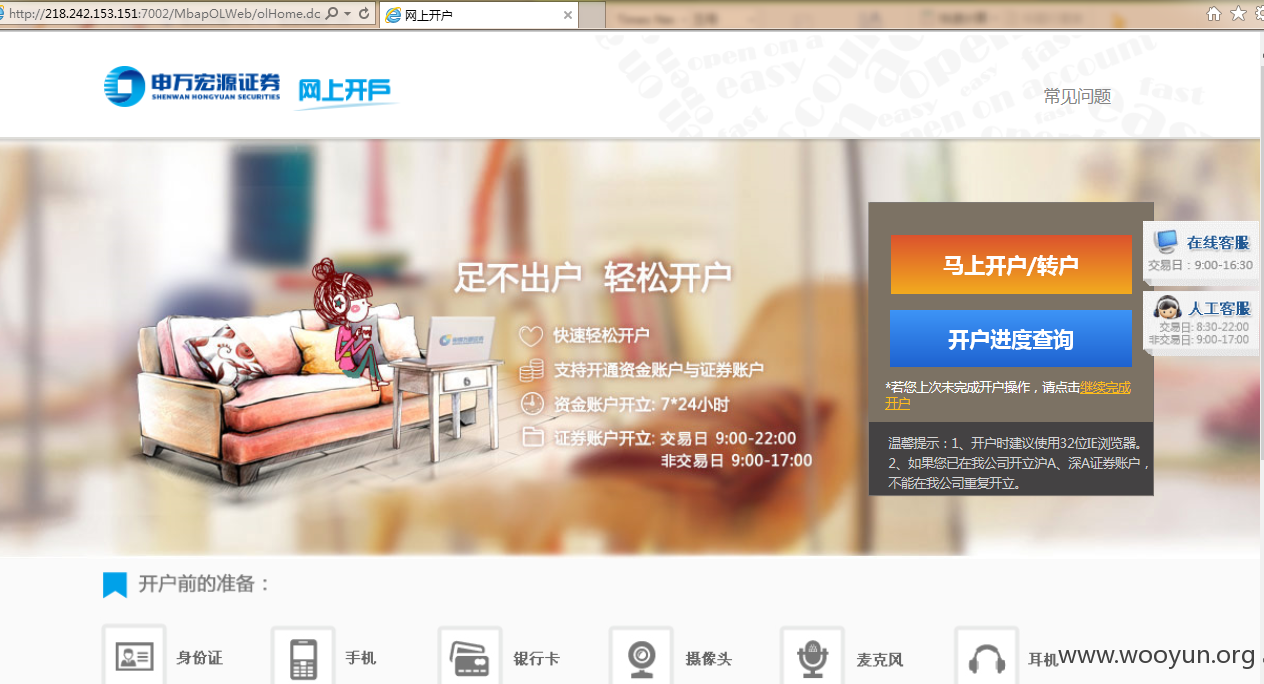 http://218.242.153.151:7002/MbapOLWeb/olHome.dc
网上开户
申万宏源证券
SHENWAN HONGYUAN SECURITIES
网上开户
常见问题
足不出户 轻松开户
快速轻松开户
支持开通资金账户与证券账户
资金账户开立: 7*24小时
证券账户开立: 交易日 9:00-22:00
非交易日 9:00-17:00
马上开户/转户
开户进度查询
*若您上次未完成开户操作，请点击继续完成
开户
温馨提示：1、开户时建议使用32位IE浏览器。
2、如果您已在我公司开立沪A、深A证券账户，
不能在我公司重复开立。
在线客服
交易日：9:00-16:30
人工客服
交易日: 8:30-22:00
非交易日: 9:00-17:00
开户前的准备：
身份证
手机
银行卡
摄像头
麦克风
耳机
www.wooyun.org